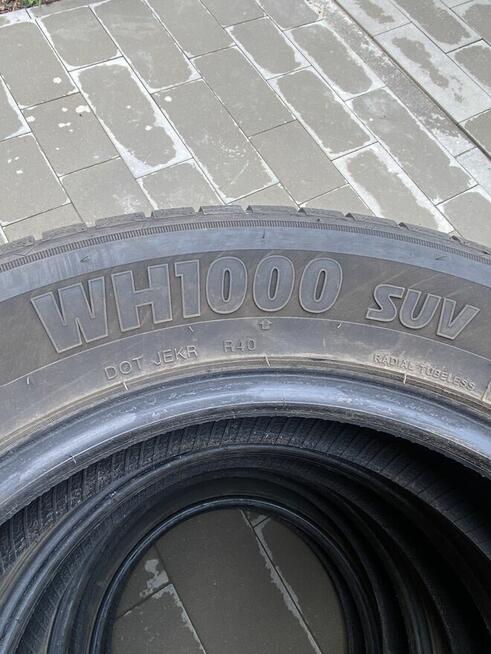 WH1000 SUV
DOT JEKR R40
RADIAL TUBELESS